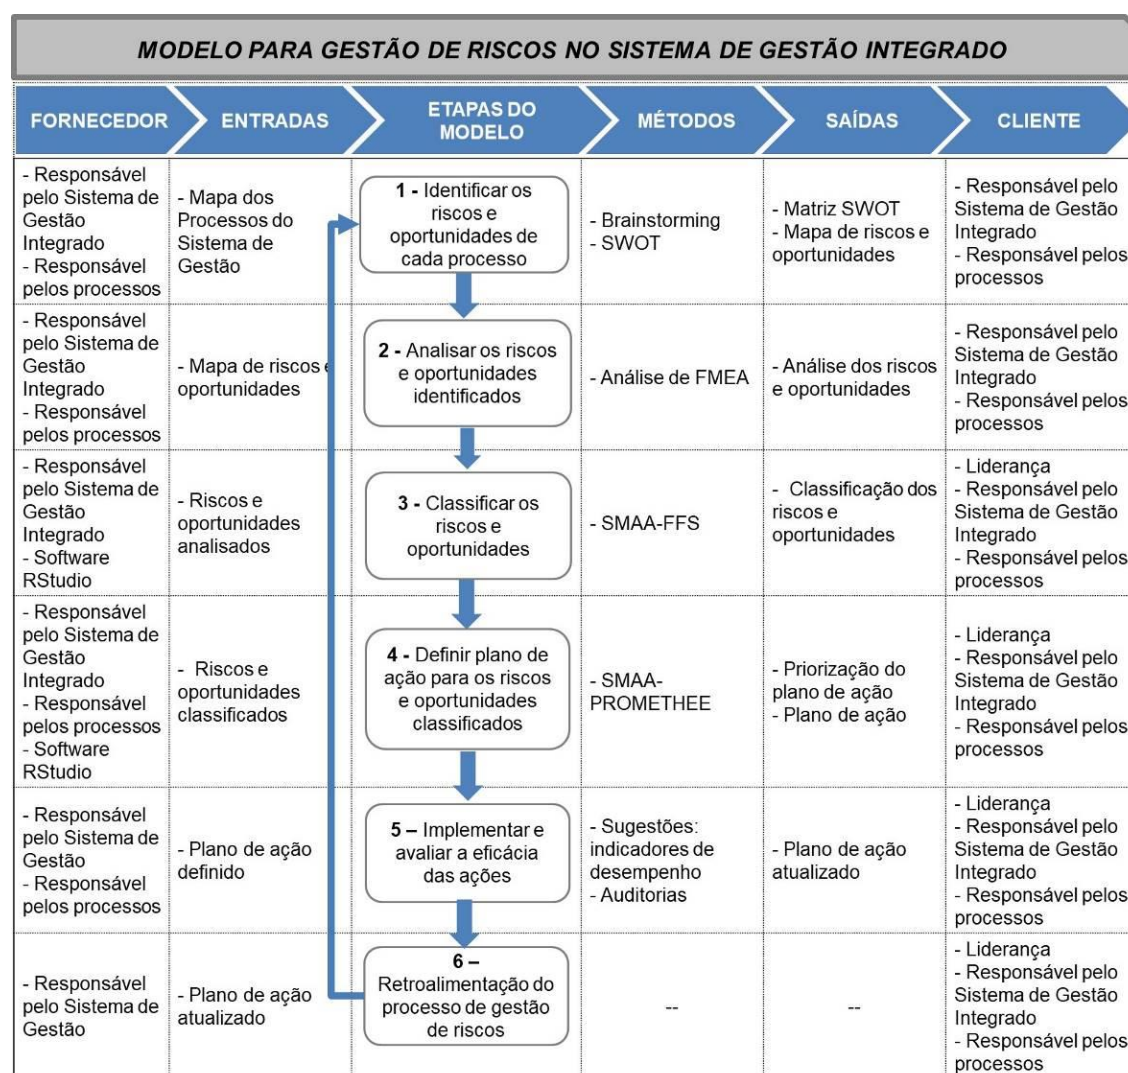 MODELO PARA GESTÃO DE RISCOS NO SISTEMA DE GESTÃO INTEGRADO
FORNECEDOR
ENTRADAS
ETAPAS DO
MODELO
MÉTODOS
SAÍDAS
CLIENTE
- Responsável
pelo Sistema de
Gestão
Integrado
- Responsável
pelos processos
- Mapa dos
Processos do
Sistema de
Gestão
1 - Identificar os
riscos e
oportunidades de
cada processo
- Brainstorming
- SWOT
- Matriz SWOT
- Mapa de riscos e
oportunidades
- Responsável pelo
Sistema de Gestão
Integrado
- Responsável pelos
processos
- Responsável
pelo Sistema de
Gestão
Integrado
- Responsável
pelos processos
- Mapa de riscos e
oportunidades
2 - Analisar os riscos
e oportunidades
identificados
- Análise de FMEA
- Análise dos riscos
e oportunidades
- Responsável pelo
Sistema de Gestão
Integrado
- Responsável pelos
processos
- Responsável
pelo Sistema de
Gestão
Integrado
- Software
RStudio
- Riscos e
oportunidades
analisados
3 - Classificar os
riscos e
oportunidades
- SMAA-FFS
- Classificação dos
riscos e
oportunidades
- Liderança
- Responsável pelo
Sistema de Gestão
Integrado
- Responsável pelos
processos
- Responsável
pelo Sistema de
Gestão
Integrado
- Responsável
pelos processos
- Software
RStudio
- Riscos e
oportunidades
classificados
4 - Definir plano de
ação para os riscos
e oportunidades
classificados
- SMAA-
PROMETHEE
- Priorização do
plano de ação
- Plano de ação
- Liderança
- Responsável pelo
Sistema de Gestão
Integrado
- Responsável pelos
processos
- Responsável
pelo Sistema de
Gestão
- Responsável
pelos processos
- Plano de ação
definido
5 – Implementar e
avaliar a eficácia
das ações
- Sugestões:
indicadores de
desempenho
- Auditorias
- Plano de ação
atualizado
- Liderança
- Responsável pelo
Sistema de Gestão
Integrado
- Responsável pelos
processos
- Responsável
pelo Sistema de
Gestão
- Plano de ação
atualizado
6 –
Retroalimentação do
processo de gestão
de riscos
--
--
- Liderança
- Responsável pelo
Sistema de Gestão
Integrado
- Responsável pelos
processos